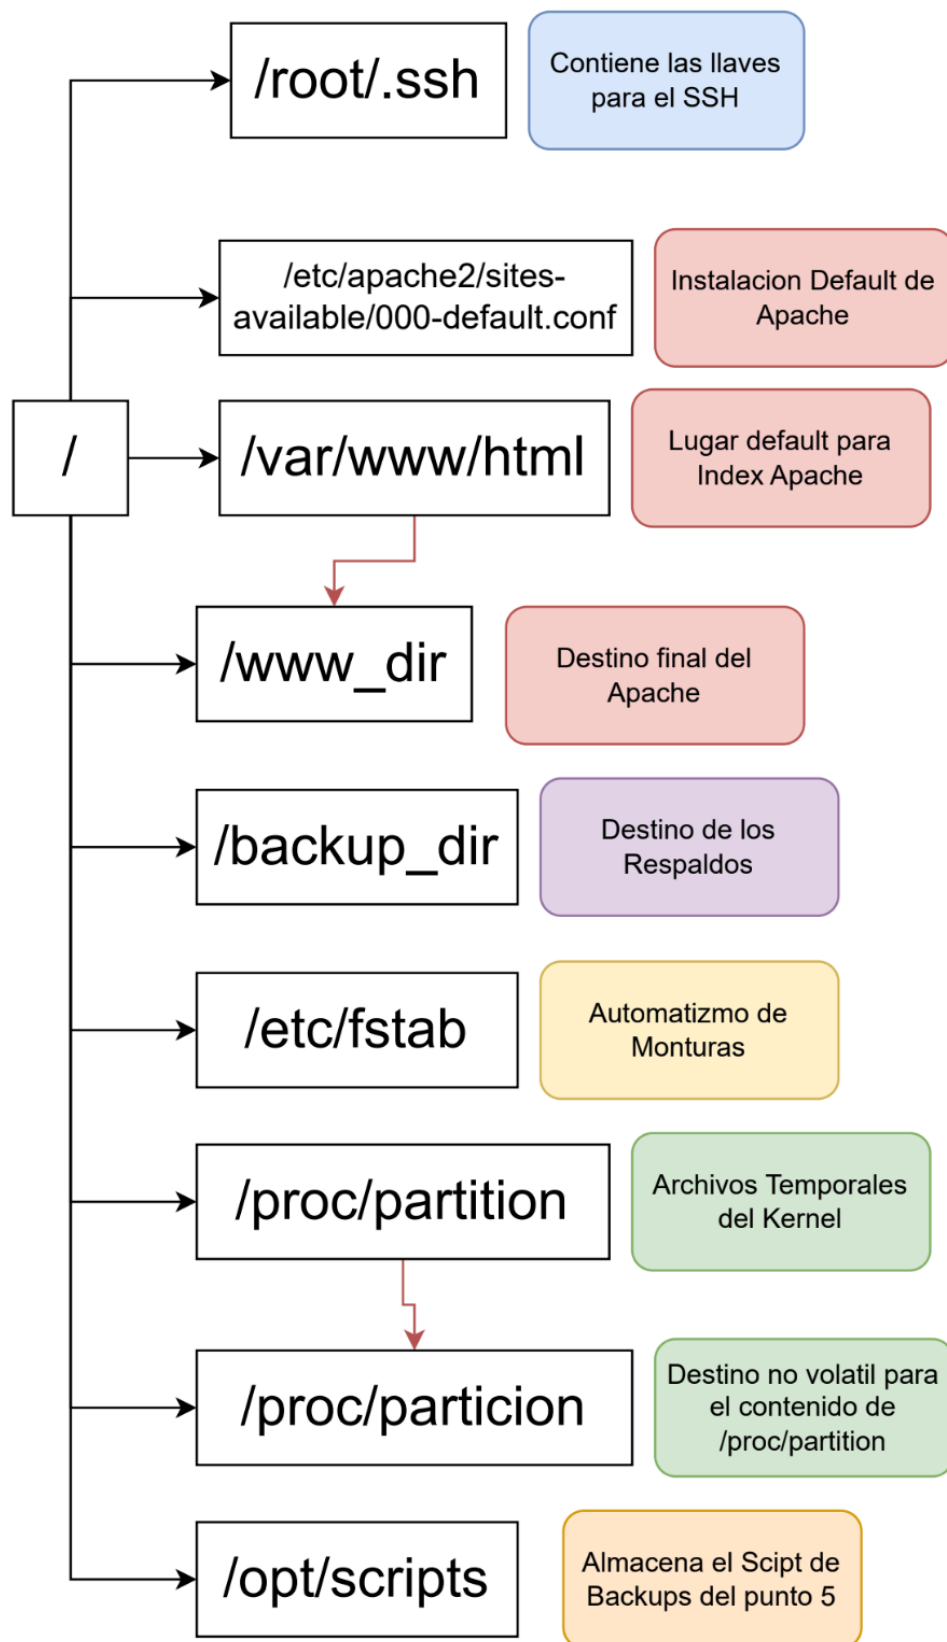 /root/.ssh
Contiene las llaves
para el SSH
/etc/apache2/sites-
available/000-default.conf
Instalacion Default de
Apache
/
/var/www/html
Lugar default para
Index Apache
/www_dir
Destino final del
Apache
/backup_dir
Destino de los
Respaldos
/etc/fstab
Automatizmo de
Monturas
/proc/partition
Archivos Temporales
del Kernel
/proc/particion
Destino no volatil para
el contenido de
/proc/partition
/opt/scripts
Almacena el Scipt de
Backups del punto 5